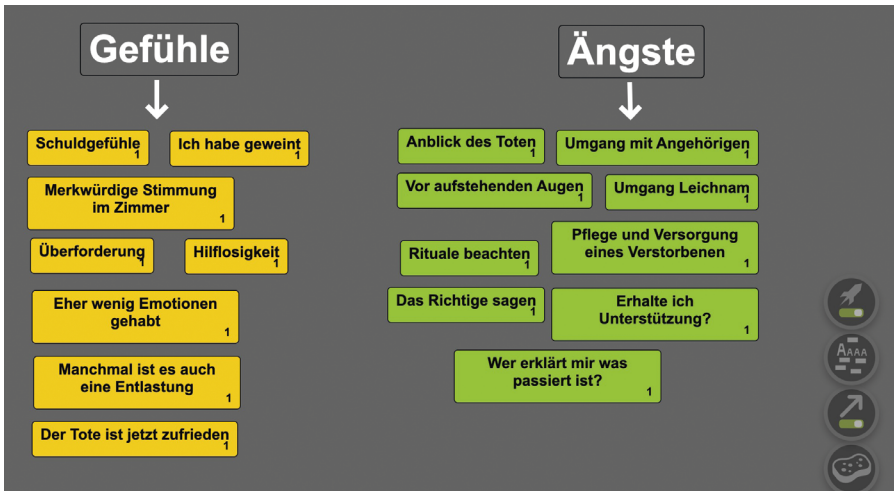 Gefühle
Schuldgefühle
1
Ich habe geweint
1
Merkwürdige Stimmung
im Zimmer
1
Überforderung
1
Hilflosigkeit
1
Eher wenig Emotionen
gehabt
1
Manchmal ist es auch
eine Entlastung
1
Der Tote ist jetzt zufrieden
1
Ängste
Anblick des Toten
1
Umgang mit Angehörigen
1
Vor aufstehenden Augen
1
Umgang Leichnam
1
Rituale beachten
1
Pflege und Versorgung
eines Verstorbenen
1
Das Richtige sagen
1
Erhalte ich
Unterstützung?
1
Wer erklärt mir was
passiert ist?
1
AAAA